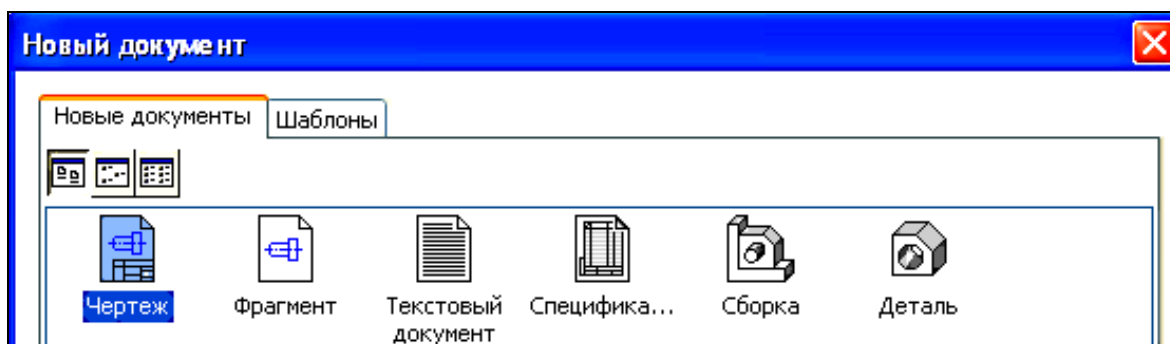 Новый документ
Новые документы Шаблоны
Чертеж Фрагмент Текстовый документ Специфика... Сборка Деталь